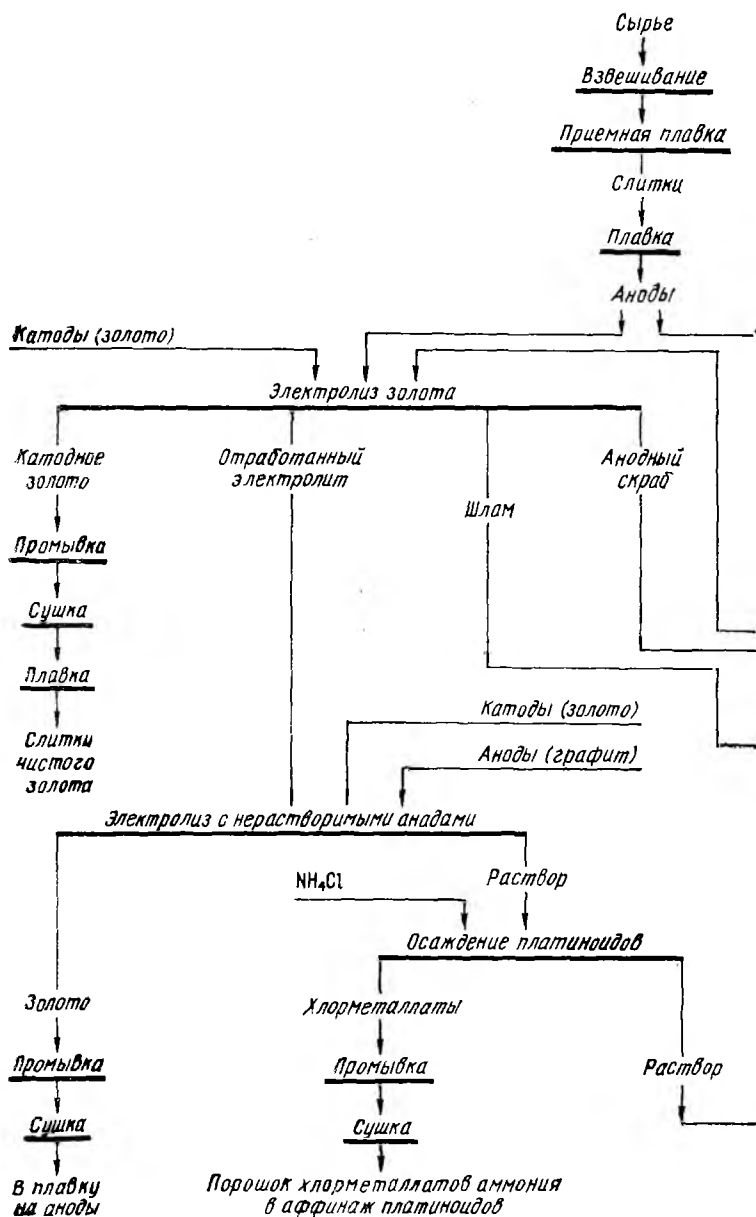 Сырье
Взвешивание
Приемная плавка
Слитки
Плавка
Аноды
Катоды (золото)
Электролиз золота
Катодное
золото
Отработанный
электролит
Шлам
Анодный
скраб
Промывка
Сушка
Плавка
Слитки
чистого
золота
Катоды (золото)
Аноды (графит)
Электролиз с нерастворимыми анадами
NH₄Cl
Раствор
Осаждение платиноидов
Золото
Хлорметаллаты
Раствор
Промывка
Промывка
Сушка
Сушка
В плавку
на аноды
Порошок хлорметаллатов аммония
в аффинаж платиноидов